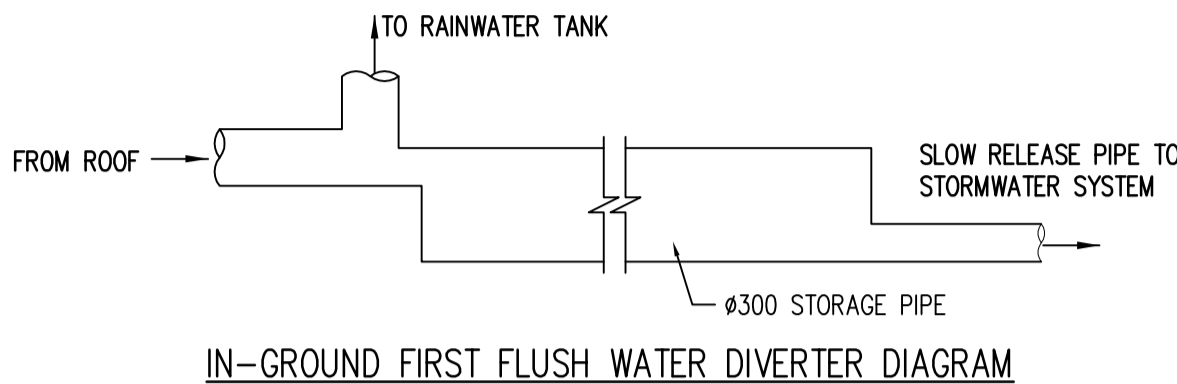 TO RAINWATER TANK
FROM ROOF
SLOW RELEASE PIPE TO
STORMWATER SYSTEM
ø300 STORAGE PIPE
IN-GROUND FIRST FLUSH WATER DIVERTER DIAGRAM